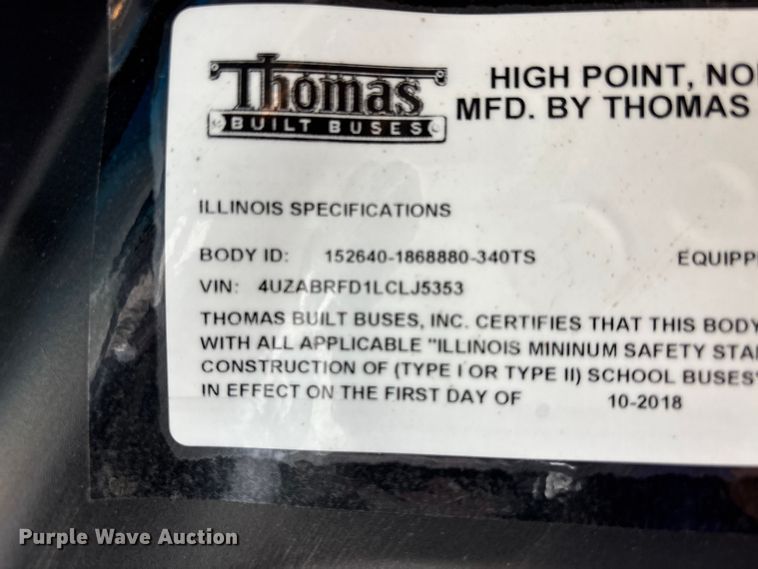 Thomas
BUILT BUSES
HIGH POINT, NO
MFD. BY THOMAS
ILLINOIS SPECIFICATIONS
BODY ID: 152640-1868880-340TS EQUIPP
VIN: 4UZABRFD1LCLJ5353
THOMAS BUILT BUSES, INC. CERTIFIES THAT THIS BODY
WITH ALL APPLICABLE "ILLINOIS MININUM SAFETY STA
CONSTRUCTION OF (TYPE I OR TYPE II) SCHOOL BUSES"
IN EFFECT ON THE FIRST DAY OF 10-2018
Purple Wave Auction